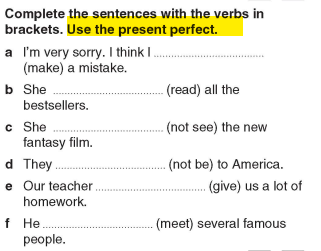 Complete the sentences with the verbs in
brackets. Use the present perfect.
a I'm very sorry. I think I ......................................
(make) a mistake.
b She ...................................... (read) all the
bestsellers.
c She ...................................... (not see) the new
fantasy film.
d They ...................................... (not be) to America.
e Our teacher ...................................... (give) us a lot of
homework.
f He ...................................... (meet) several famous
people.